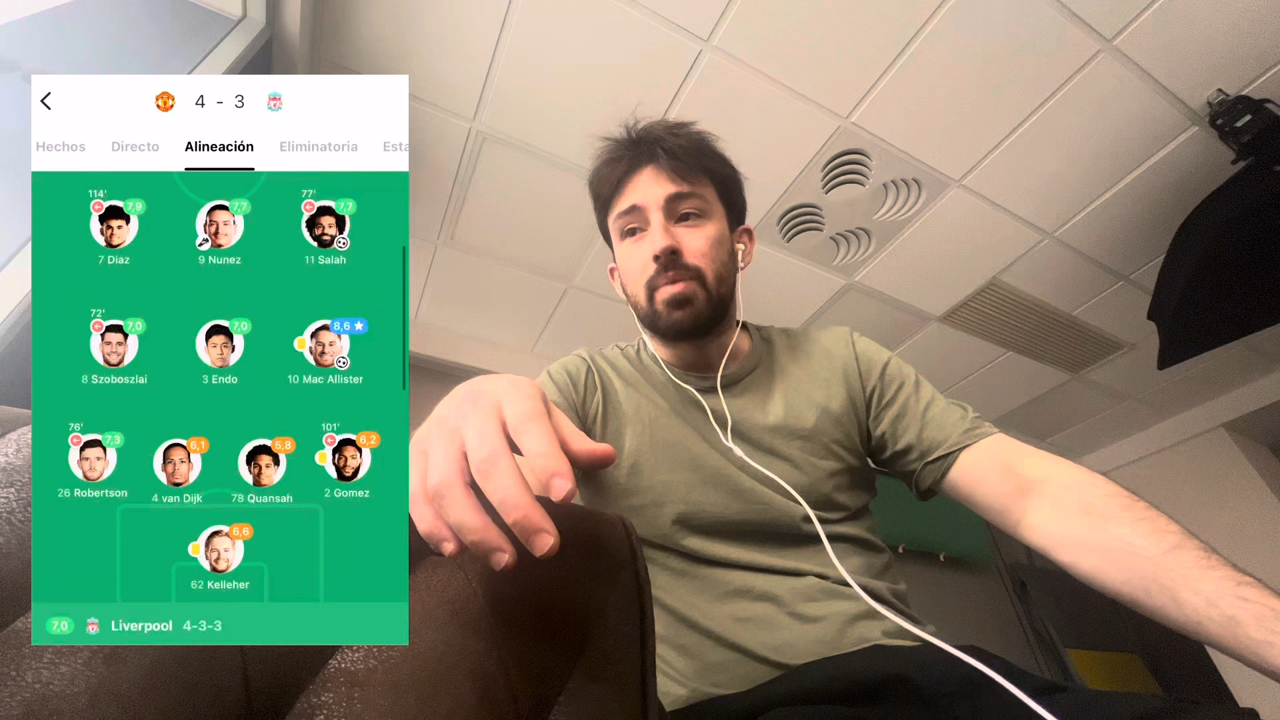 4 - 3
Hechos Directo Alineación Eliminatoria Esta
114' 7,9 7,7 77' 7,7
7 Diaz 9 Nunez 11 Salah
72' 7,0 7,0 8,6
8 Szoboszlai 3 Endo 10 Mac Allister
76' 7,3 6,1 5,8 101' 6,2
26 Robertson 4 van Dijk 78 Quansah 2 Gomez
6,6
62 Kelleher
7,0 Liverpool 4-3-3